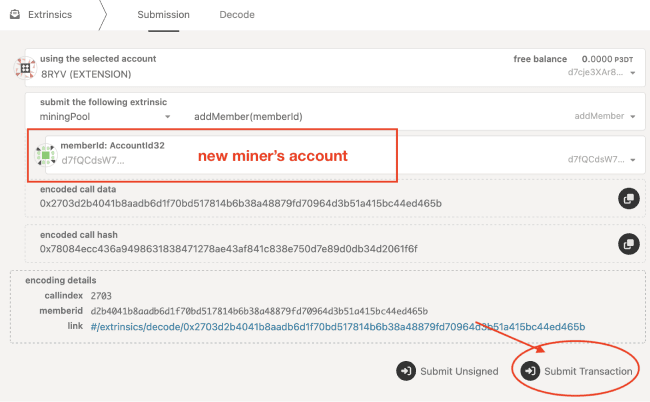 Extrinsics Submission Decode
using the selected account free balance 0.0000 P3DT
8RYV (EXTENSION) d7cje3XAr8...
submit the following extrinsic
miningPool addMember(memberId) addMember
memberId: AccountId32
d7fQCdsW7... new miner's account d7fQCdsW7...
encoded call data
0x2703d2b4041b8aadb6d1f70bd517814b6b38a48879fd70964d3b51a415bc44ed465b
encoded call hash
0x78084ecc436a9498631838471278ae43af841c838e750d7e89d0db34d2061f6f
encoding details
callindex 2703
memberid d2b4041b8aadb6d1f70bd517814b6b38a48879fd70964d3b51a415bc44ed465b
link #/extrinsics/decode/0x2703d2b4041b8aadb6d1f70bd517814b6b38a48879fd70964d3b51a415bc44ed465b
Submit Unsigned Submit Transaction